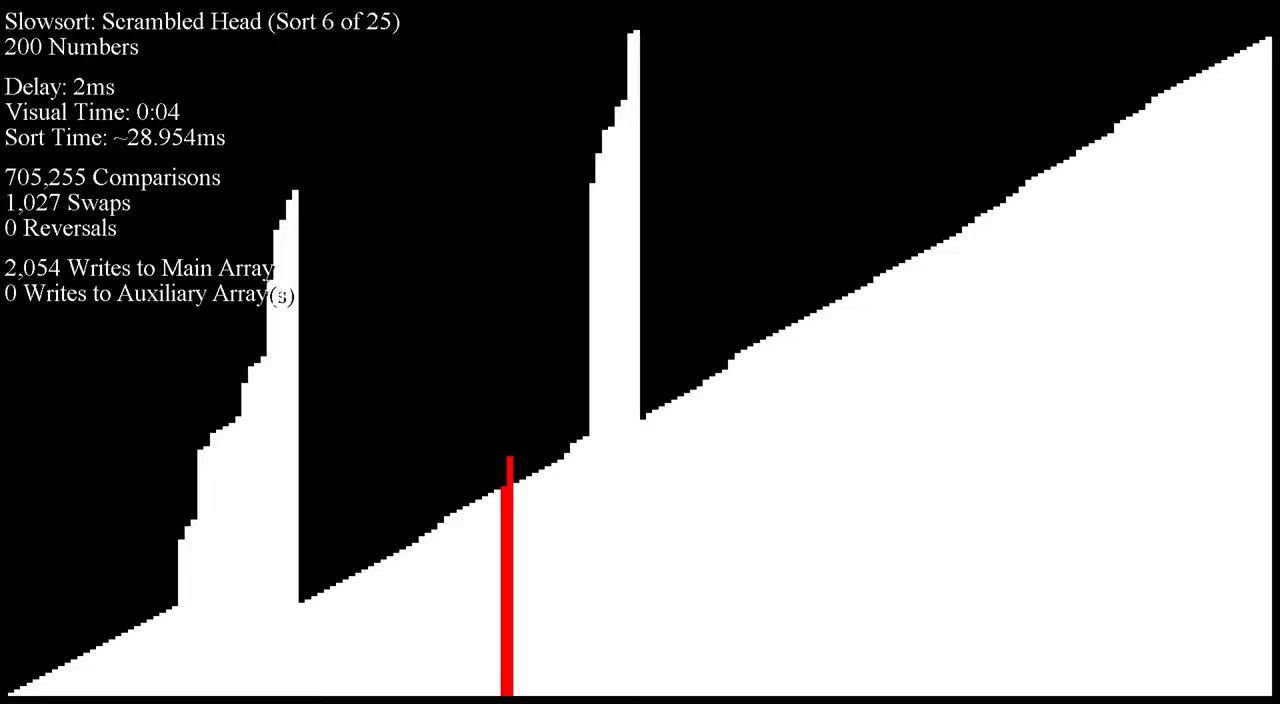 Slowsort: Scrambled Head (Sort 6 of 25)
200 Numbers
Delay: 2ms
Visual Time: 0:04
Sort Time: ~28.954ms
705,255 Comparisons
1,027 Swaps
0 Reversals
2,054 Writes to Main Array
0 Writes to Auxiliary Array(s)